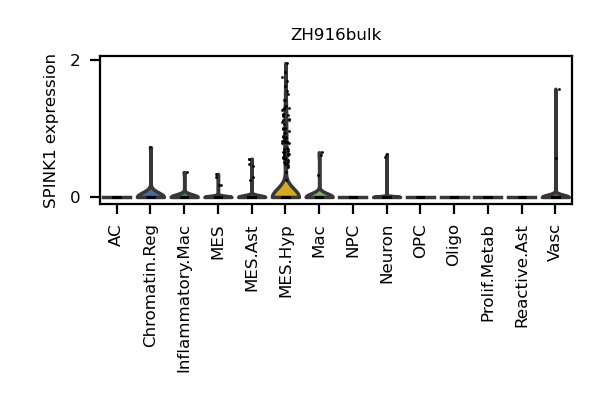 ZH916bulk
SPINK1 expression
2
0
AC
Chromatin.Reg
Inflammatory.Mac
MES
MES.Ast
MES.Hyp
Mac
NPC
Neuron
OPC
Oligo
Prolif.Metab
Reactive.Ast
Vasc